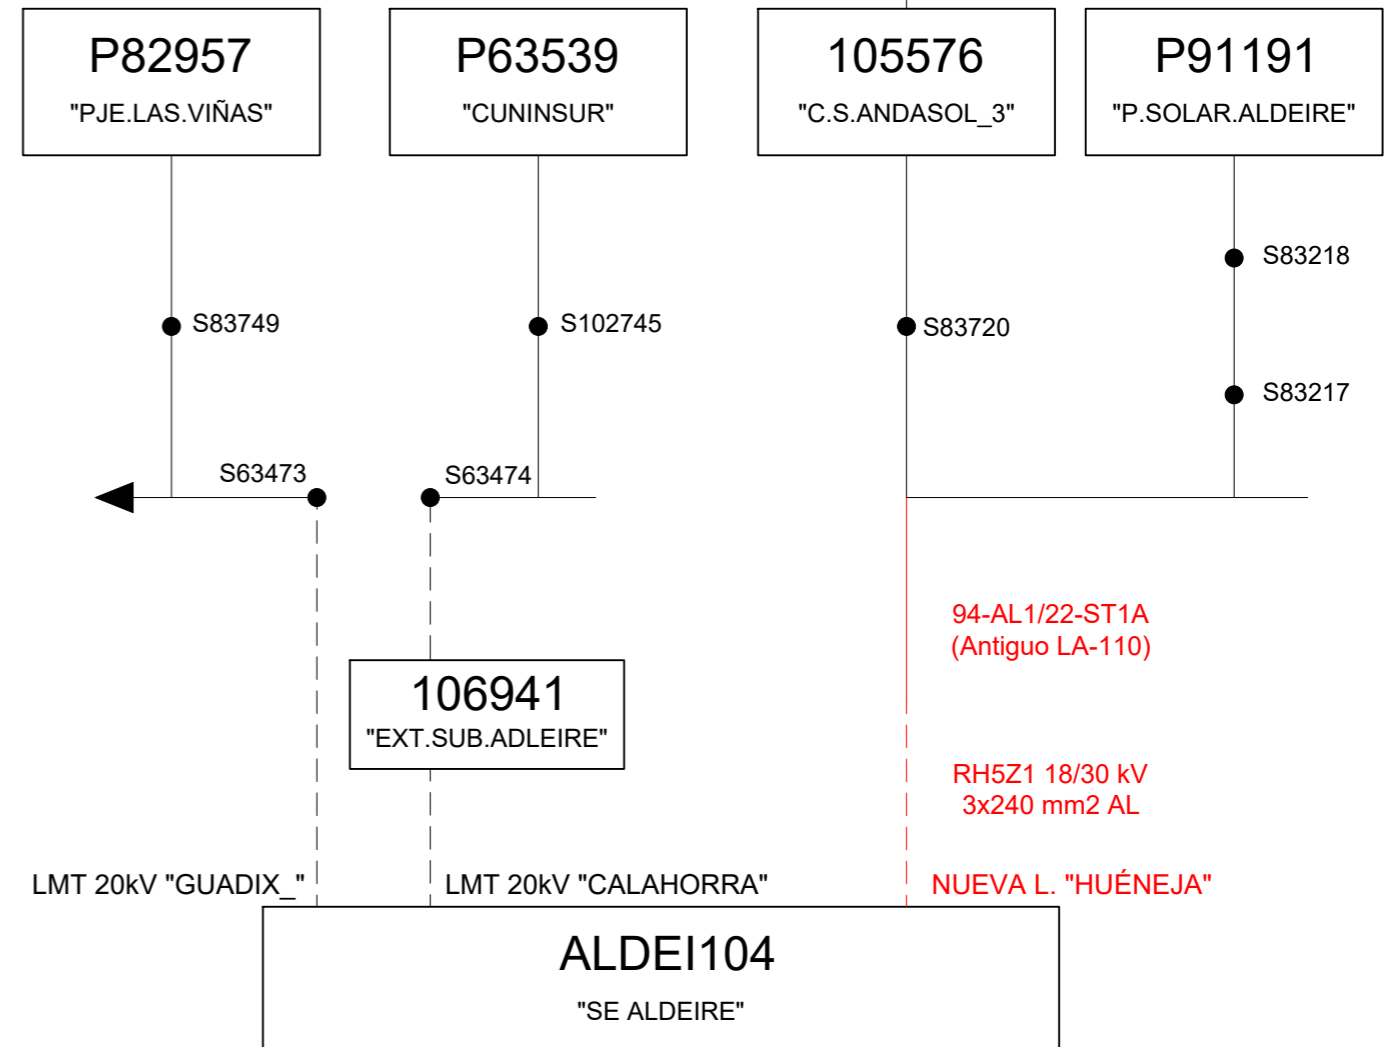 P82957
"PJE.LAS.VIÑAS"
P63539
"CUNINSUR"
105576
"C.S.ANDASOL_3"
P91191
"P.SOLAR.ALDEIRE"
S83218
S83749
S102745
S83720
S83217
S63473
S63474
94-AL1/22-ST1A
(Antiguo LA-110)
106941
"EXT.SUB.ADLEIRE"
RH5Z1 18/30 kV
3x240 mm2 AL
LMT 20kV "GUADIX_"
LMT 20kV "CALAHORRA"
NUEVA L. "HUÉNEJA"
ALDEI104
"SE ALDEIRE"